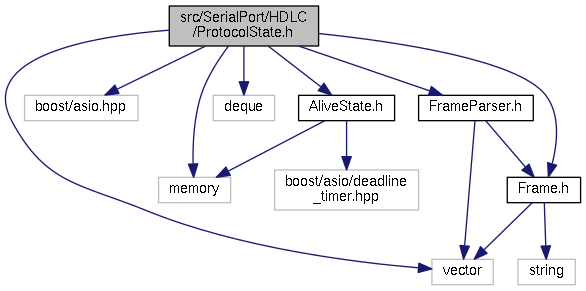 src/SerialPort/HDLC
/ProtocolState.h
boost/asio.hpp
deque
AliveState.h
FrameParser.h
memory
boost/asio/deadline
_timer.hpp
Frame.h
vector
string